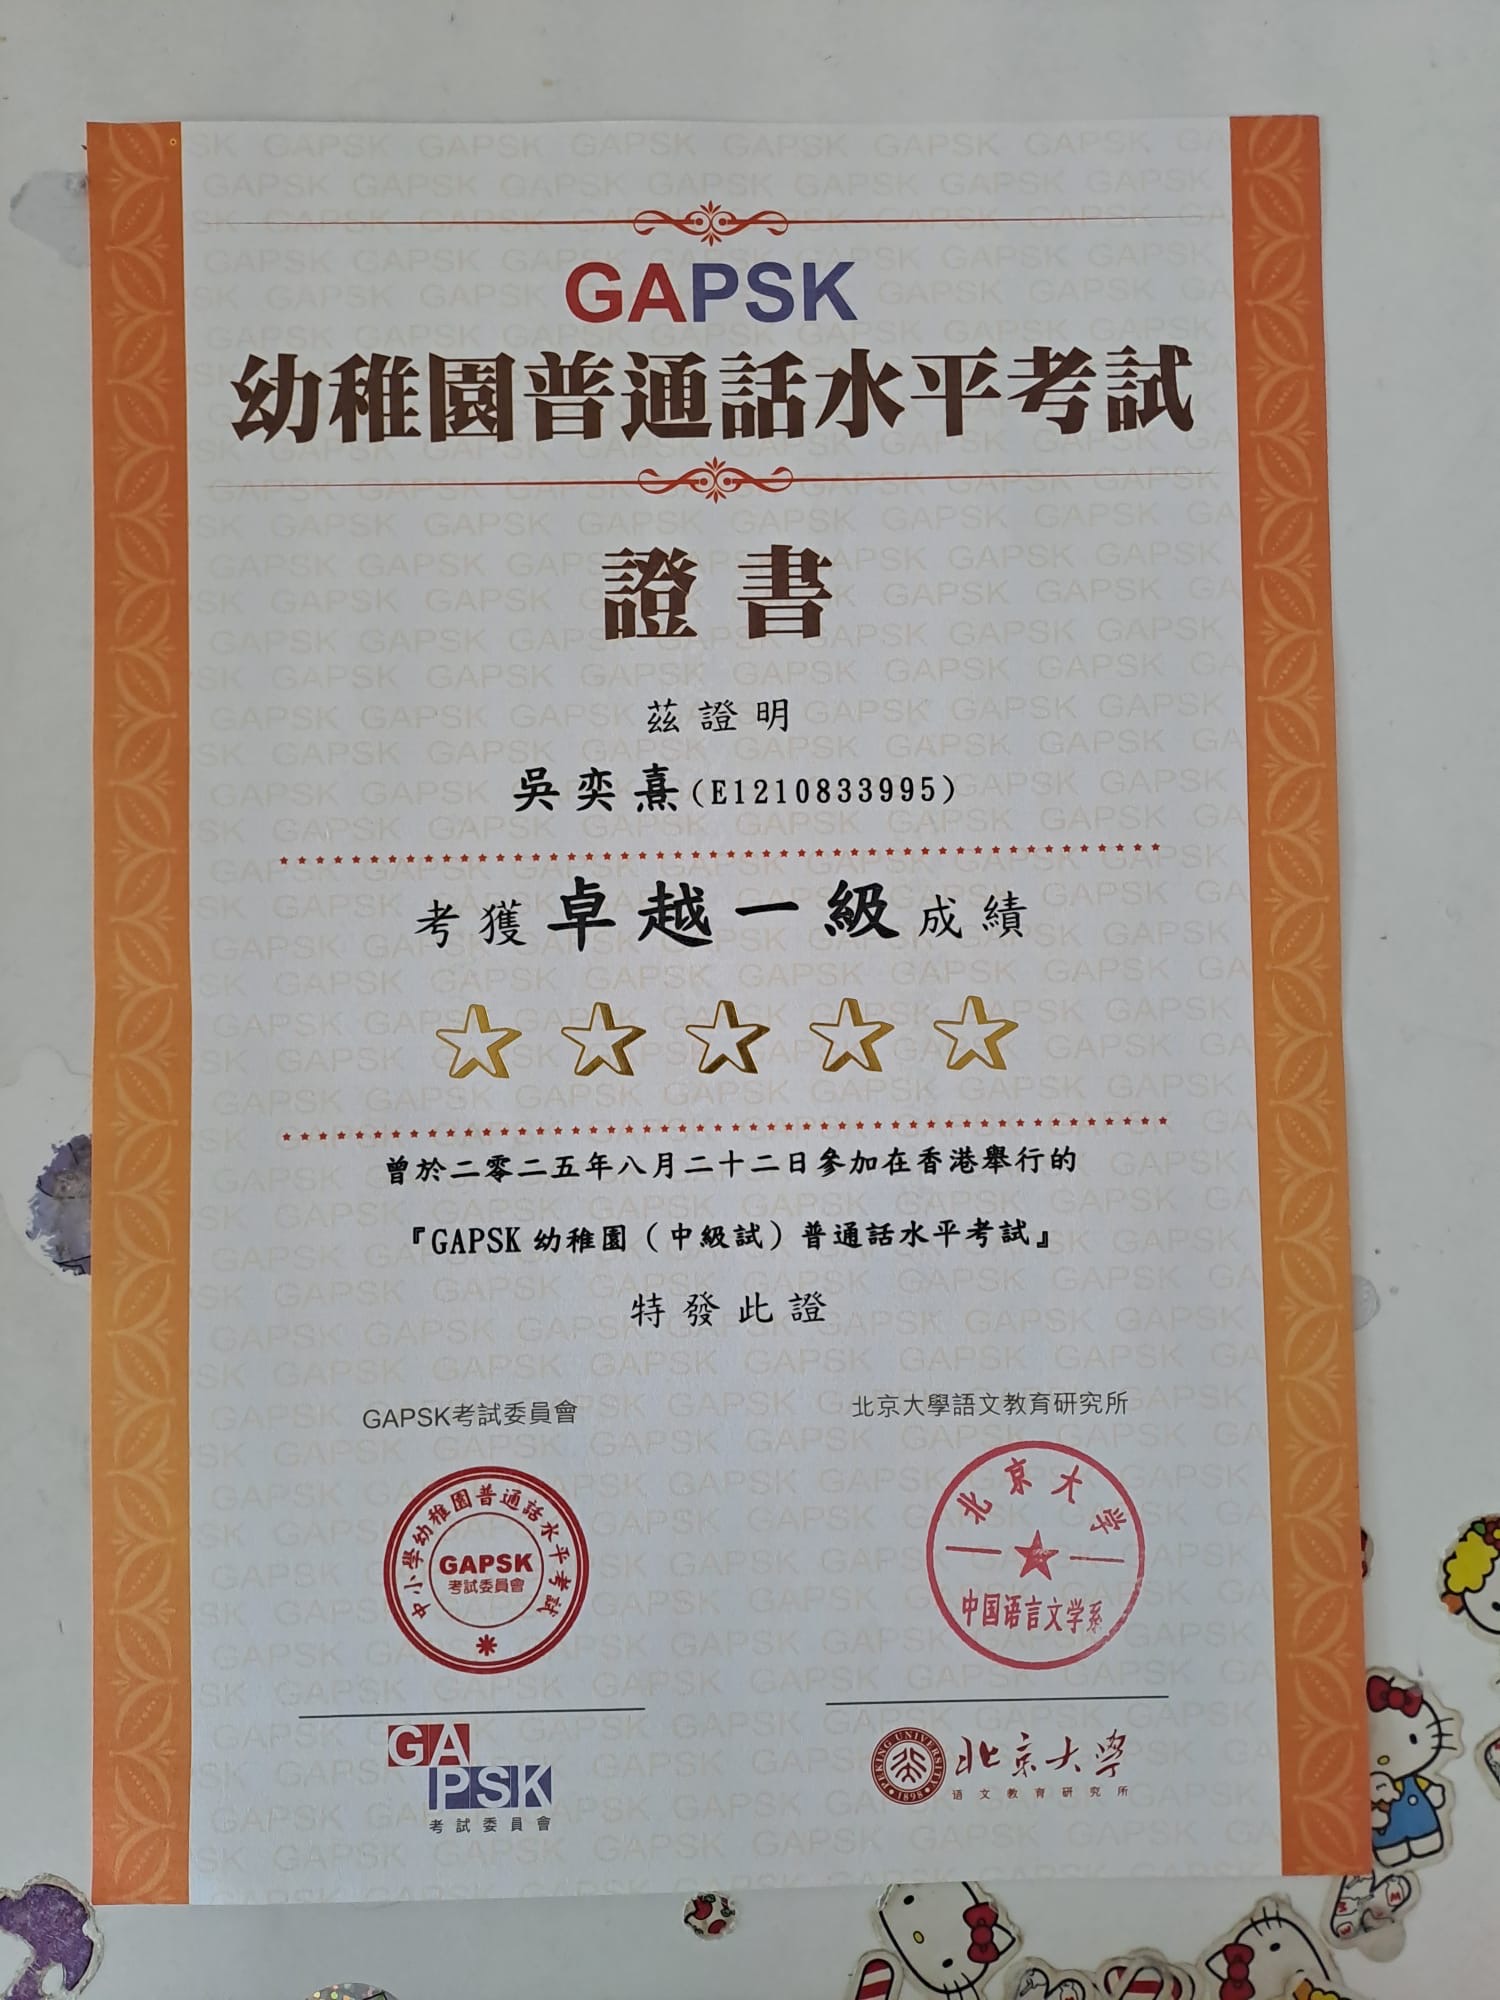 GAPSK
幼稚園普通話水平考試
證書
茲證明
吳奕熹(E1210833995)
考獲卓越一級成績
曾於二零二五年八月二十二日參加在香港舉行的
『GAPSK 幼稚園（中級試）普通話水平考試』
特發此證
GAPSK考試委員會
北京大學語文教育研究所
中小學幼稚園普通話水平考試
GAPSK
考試委員會
北京大学
中国语言文学系
GA
PSK
考試委員會
PEKING UNIVERSITY
1898
北京大學
语文教育研究所